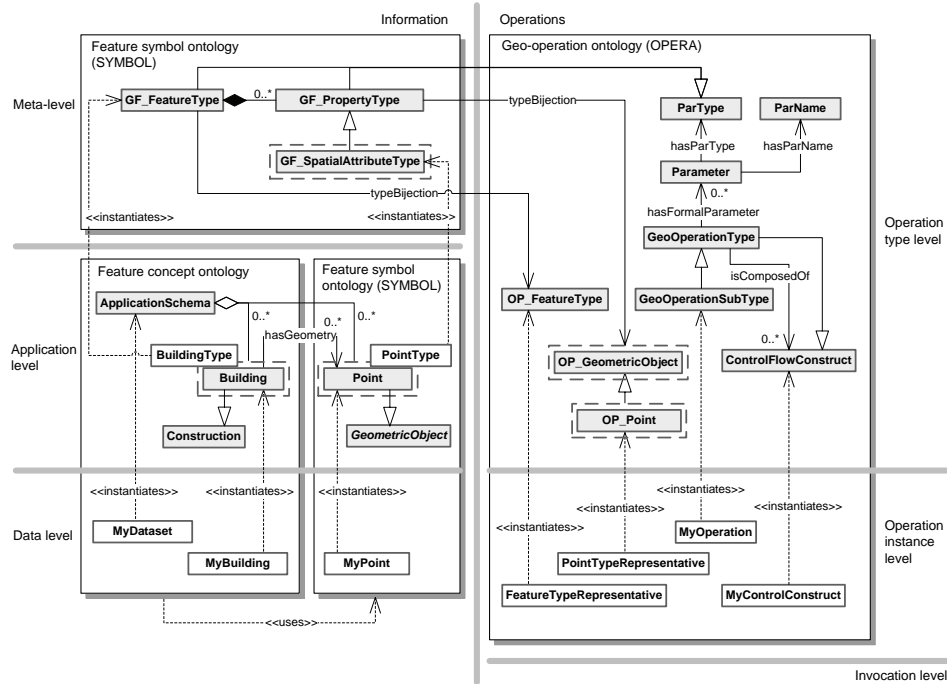 Information
Operations
Feature symbol ontology
(SYMBOL)
Geo-operation ontology (OPERA)
Meta-level
GF_FeatureType
0..*
GF_PropertyType
typeBijection
ParType
ParName
hasParType
hasParName
GF_SpatialAttributeType
Parameter
typeBijection
0..*
<<instantiates>>
<<instantiates>>
hasFormalParameter
GeoOperationType
Operation
type level
Feature concept ontology
Feature symbol
ontology (SYMBOL)
isComposedOf
ApplicationSchema
OP_FeatureType
GeoOperationSubType
0..*
0..*
0..*
hasGeometry
0..*
Application
level
BuildingType
PointType
OP_GeometricObject
ControlFlowConstruct
Building
Point
OP_Point
Construction
GeometricObject
<<instantiates>>
<<instantiates>>
<<instantiates>>
<<instantiates>>
<<instantiates>>
<<instantiates>>
<<instantiates>>
Data level
MyDataset
MyOperation
Operation
instance
level
MyBuilding
MyPoint
PointTypeRepresentative
FeatureTypeRepresentative
MyControlConstruct
<<uses>>
Invocation level